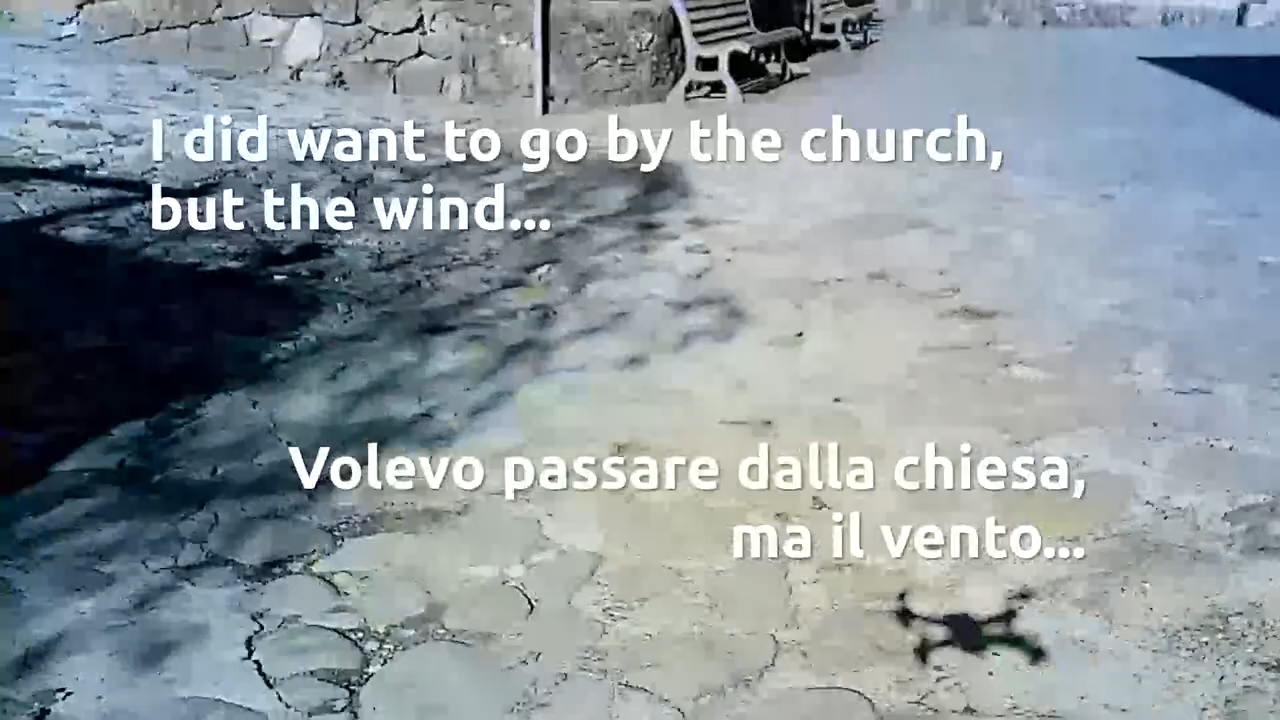 I did want to go by the church,
but the wind...
Volevo passare dalla chiesa,
ma il vento...